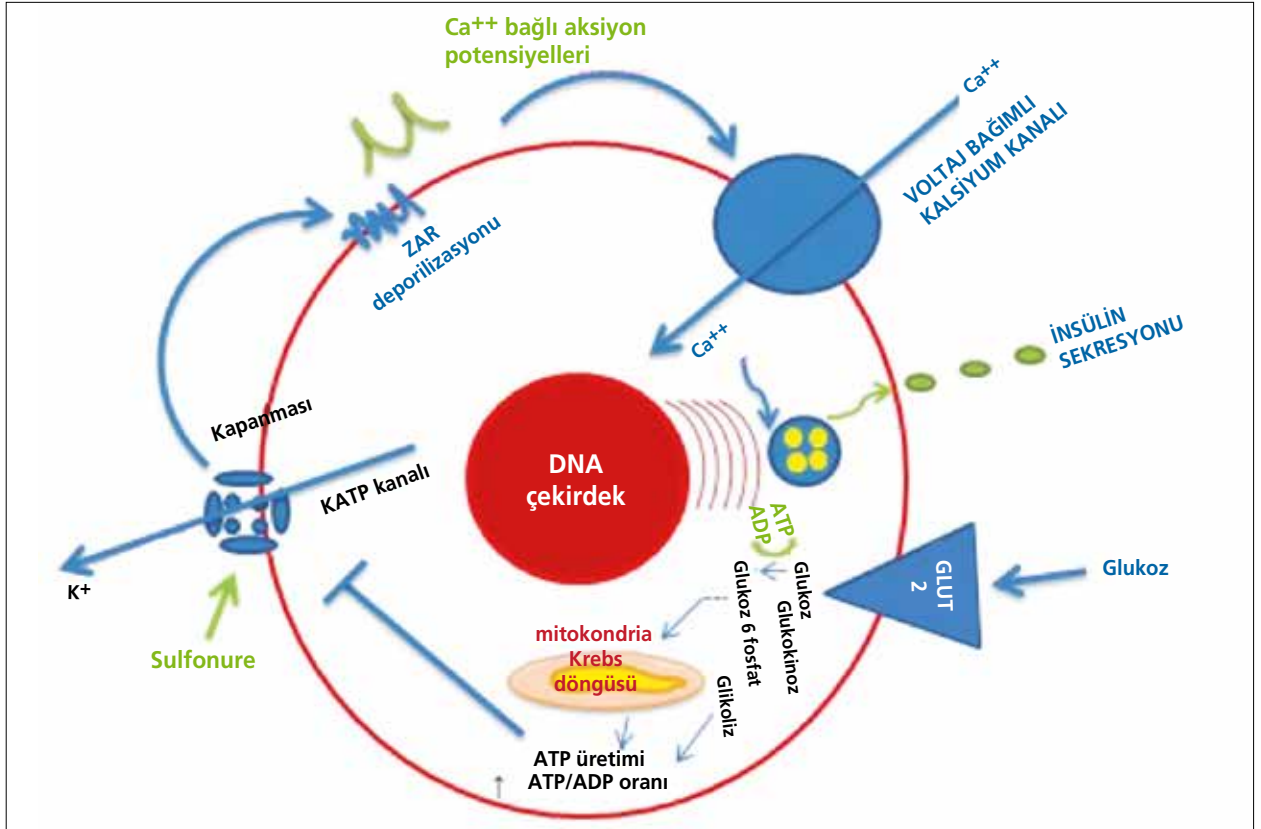 Ca++ bağlı aksiyon
potensiyelleri
Ca++
VOLTAJ BAĞIMLI
KALSİYUM KANALI
ZAR
deporilizasyonu
Ca++
İNSÜLİN
SEKRESYONU
Kapanması
KATP kanalı
DNA
çekirdek
K+
Sulfonure
ATP
ADP
Glukoz
Glukokinoz
Glukoz 6 fosfat
GLUT
2
Glukoz
mitokondria
Krebs
döngüsü
Glikoliz
ATP üretimi
↑ ATP/ADP oranı